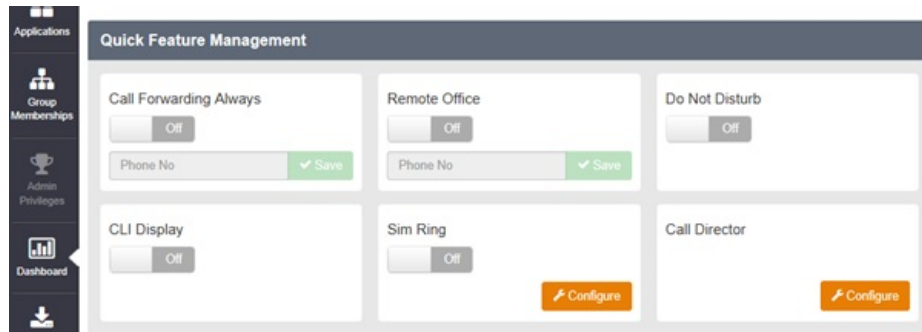 Applications
Group
Memberships
Admin
Privileges
Dashboard
Quick Feature Management
Call Forwarding Always
Off
Phone No
Save
Remote Office
Off
Phone No
Save
Do Not Disturb
Off
CLI Display
Off
Sim Ring
Off
Configure
Call Director
Configure